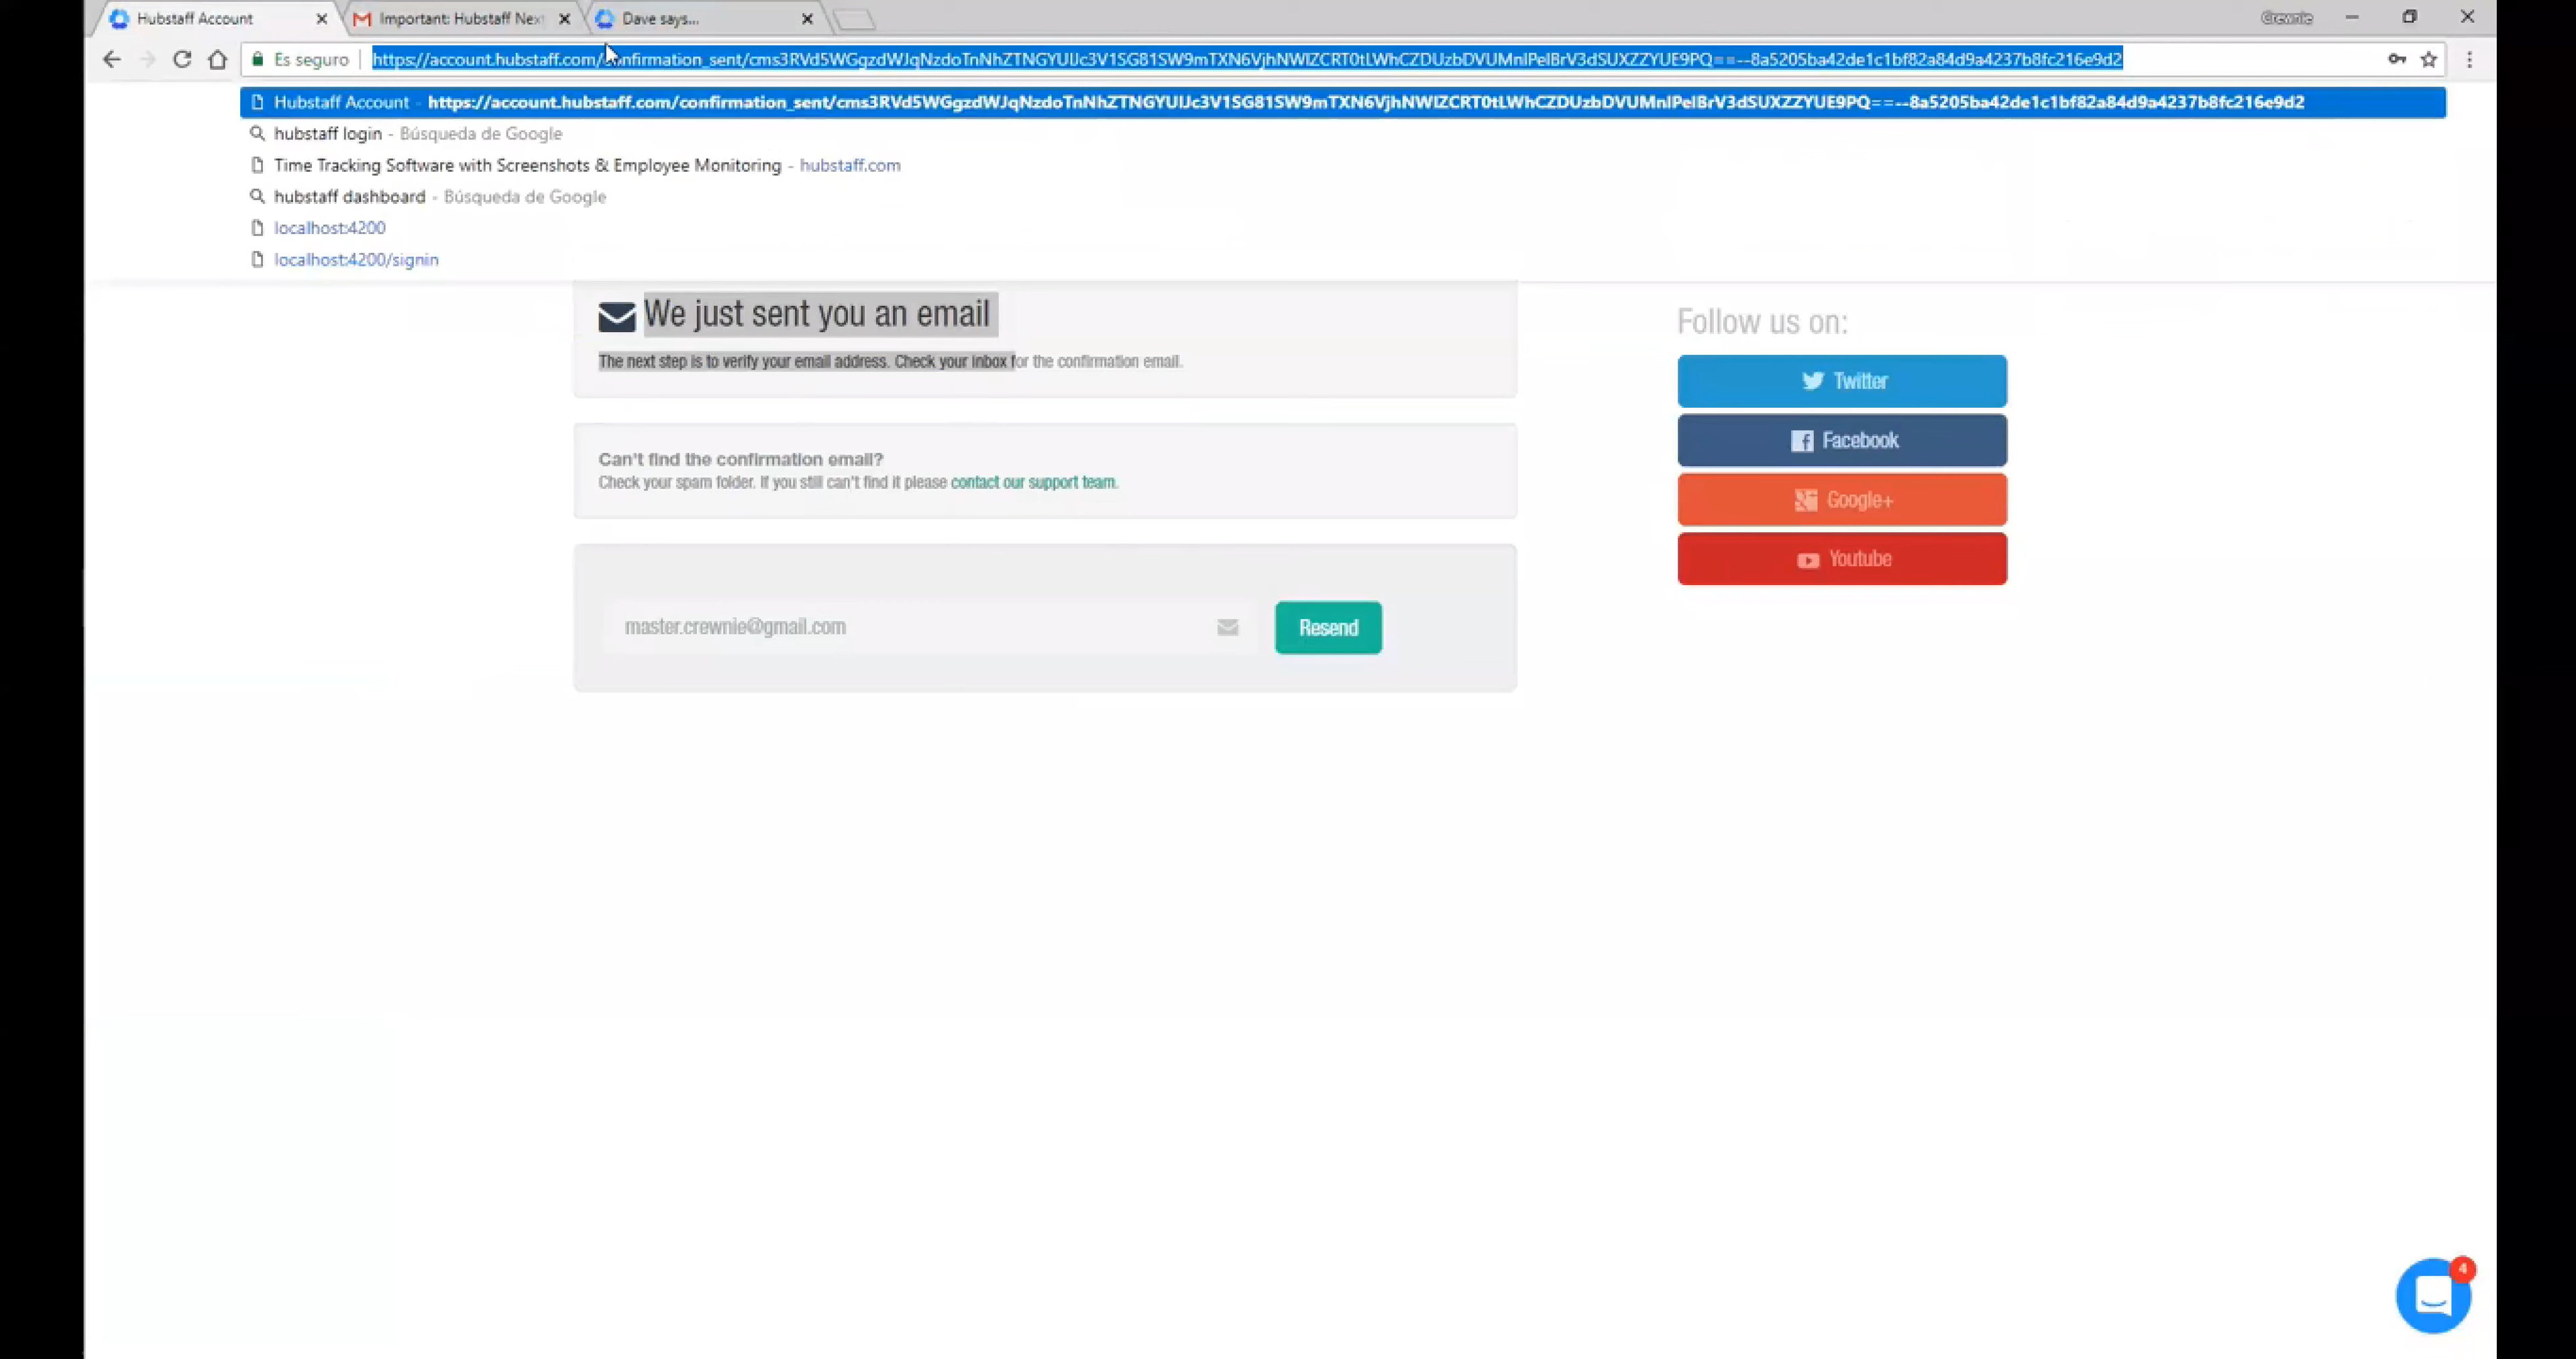 Hubstaff Account
Important: Hubstaff Next
Dave says...
Crewnie
Es seguro
https://account.hubstaff.com/confirmation_sent/cms3RVd5WGgzdWJqNzdoTnNhZTNGYUlJc3V1SG81SW9mTXN6VjhNWlZCRT0tLWhCZDUzbDVUMnlPelBrV3dSUXZZYUE9PQ==--8a5205ba42de1c1bf82a84d9a4237b8fc216e9d2
Hubstaff Account - https://account.hubstaff.com/confirmation_sent/cms3RVd5WGgzdWJqNzdoTnNhZTNGYUlJc3V1SG81SW9mTXN6VjhNWlZCRT0tLWhCZDUzbDVUMnlPelBrV3dSUXZZYUE9PQ==--8a5205ba42de1c1bf82a84d9a4237b8fc216e9d2
hubstaff login - Búsqueda de Google
Time Tracking Software with Screenshots & Employee Monitoring - hubstaff.com
hubstaff dashboard - Búsqueda de Google
localhost:4200
localhost:4200/signin
We just sent you an email
The next step is to verify your email address. Check your inbox for the confirmation email.
Can't find the confirmation email?
Check your spam folder. If you still can't find it please contact our support team.
master.crewnie@gmail.com
Resend
Follow us on:
Twitter
Facebook
Google+
Youtube
4